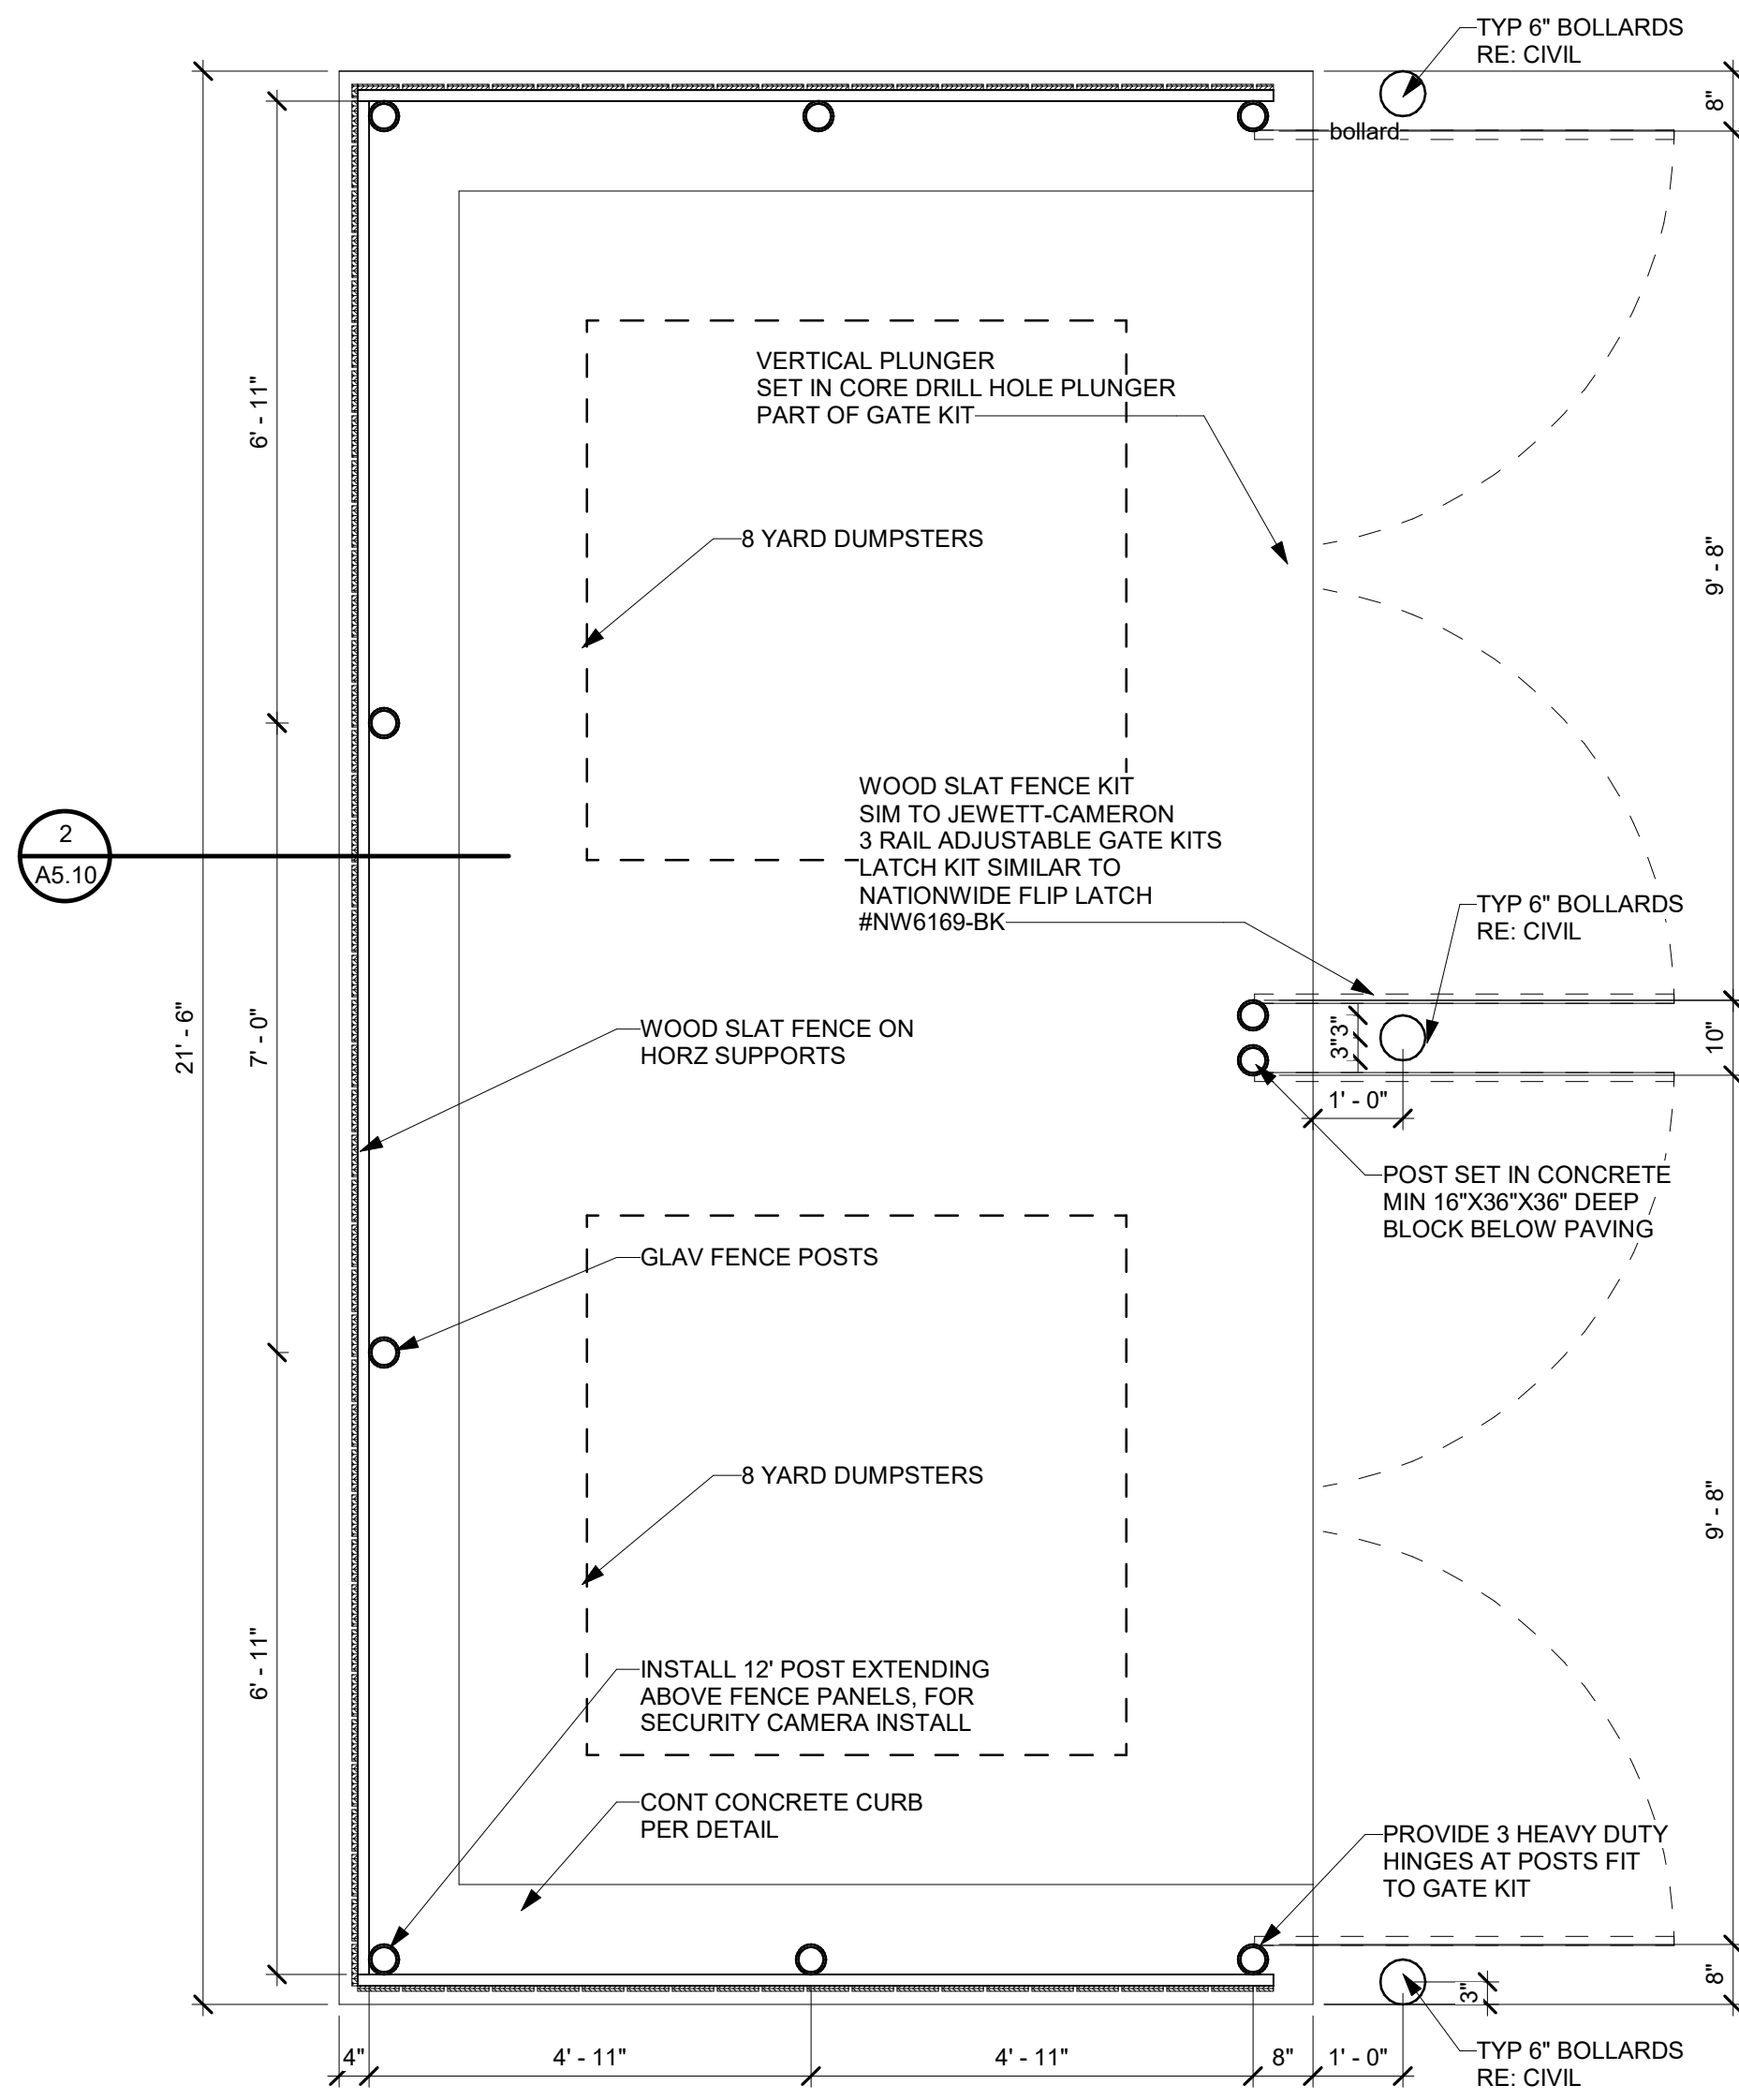 TYP 6" BOLLARDS
RE: CIVIL
8"
bollard
6' - 11"
VERTICAL PLUNGER
SET IN CORE DRILL HOLE PLUNGER
PART OF GATE KIT
8 YARD DUMPSTERS
9' - 8"
WOOD SLAT FENCE KIT
SIM TO JEWETT-CAMERON
3 RAIL ADJUSTABLE GATE KITS
LATCH KIT SIMILAR TO
NATIONWIDE FLIP LATCH
#NW6169-BK
2
A5.10
TYP 6" BOLLARDS
RE: CIVIL
21' - 6"
7' - 0"
WOOD SLAT FENCE ON
HORZ SUPPORTS
3"
3"
10"
1' - 0"
POST SET IN CONCRETE
MIN 16"X36"X36" DEEP
BLOCK BELOW PAVING
GLAV FENCE POSTS
8 YARD DUMPSTERS
9' - 8"
6' - 11"
INSTALL 12' POST EXTENDING
ABOVE FENCE PANELS, FOR
SECURITY CAMERA INSTALL
CONT CONCRETE CURB
PER DETAIL
PROVIDE 3 HEAVY DUTY
HINGES AT POSTS FIT
TO GATE KIT
3"
8"
4"
4' - 11"
4' - 11"
8"
1' - 0"
TYP 6" BOLLARDS
RE: CIVIL